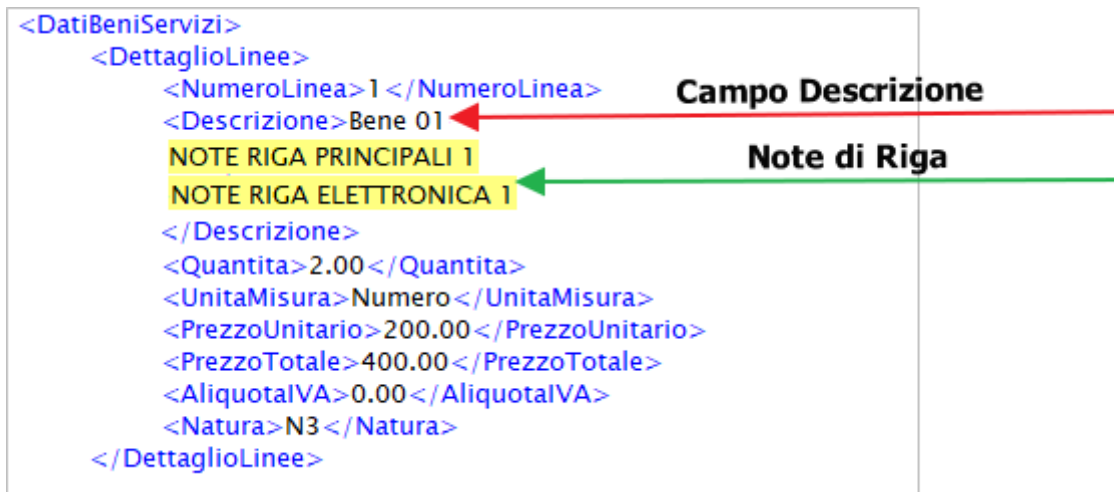 <DatiBeniServizi>
<DettaglioLinee>
<NumeroLinea>1</NumeroLinea>
Campo Descrizione
<Descrizione>Bene 01
NOTE RIGA PRINCIPALI 1
Note di Riga
NOTE RIGA ELETTRONICA 1
</Descrizione>
<Quantita>2.00</Quantita>
<UnitaMisura>Numero</UnitaMisura>
<PrezzoUnitario>200.00</PrezzoUnitario>
<PrezzoTotale>400.00</PrezzoTotale>
<AliquotaIVA>0.00</AliquotaIVA>
<Natura>N3</Natura>
</DettaglioLinee>